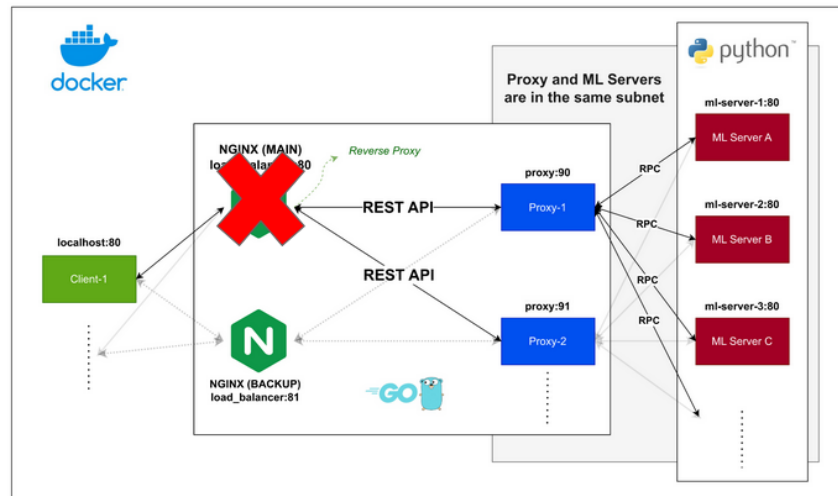 docker
python™
Proxy and ML Servers
are in the same subnet
NGINX (MAIN)
Reverse Proxy
localhost:80
Client-1
REST API
REST API
proxy:90
Proxy-1
proxy:91
Proxy-2
RPC
RPC
RPC
RPC
ml-server-1:80
ML Server A
ml-server-2:80
ML Server B
ml-server-3:80
ML Server C
N
NGINX (BACKUP)
load_balancer:81
GO